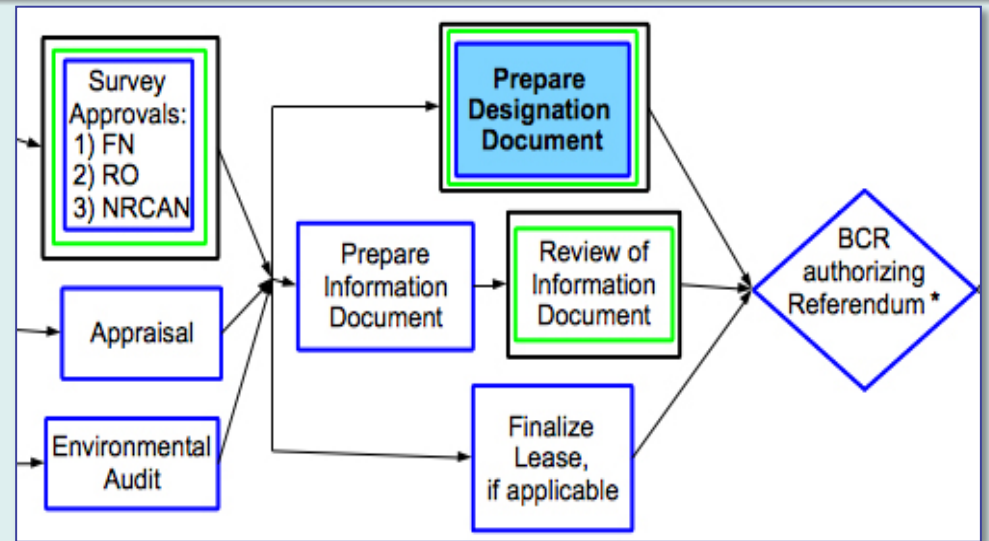 Survey
Approvals:
1) FN
2) RO
3) NRCAN
Appraisal
Environmental
Audit
Prepare
Designation
Document
Prepare
Information
Document
Review of
Information
Document
Finalize
Lease,
if applicable
BCR
authorizing
Referendum *